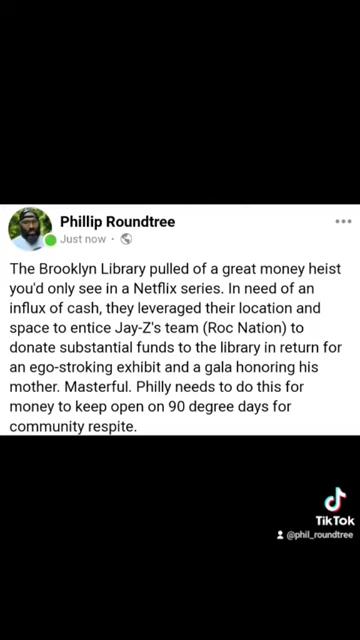 Phillip Roundtree
Just now ·
The Brooklyn Library pulled of a great money heist
you'd only see in a Netflix series. In need of an
influx of cash, they leveraged their location and
space to entice Jay-Z's team (Roc Nation) to
donate substantial funds to the library in return for
an ego-stroking exhibit and a gala honoring his
mother. Masterful. Philly needs to do this for
money to keep open on 90 degree days for
community respite.
TikTok
@phil_roundtree